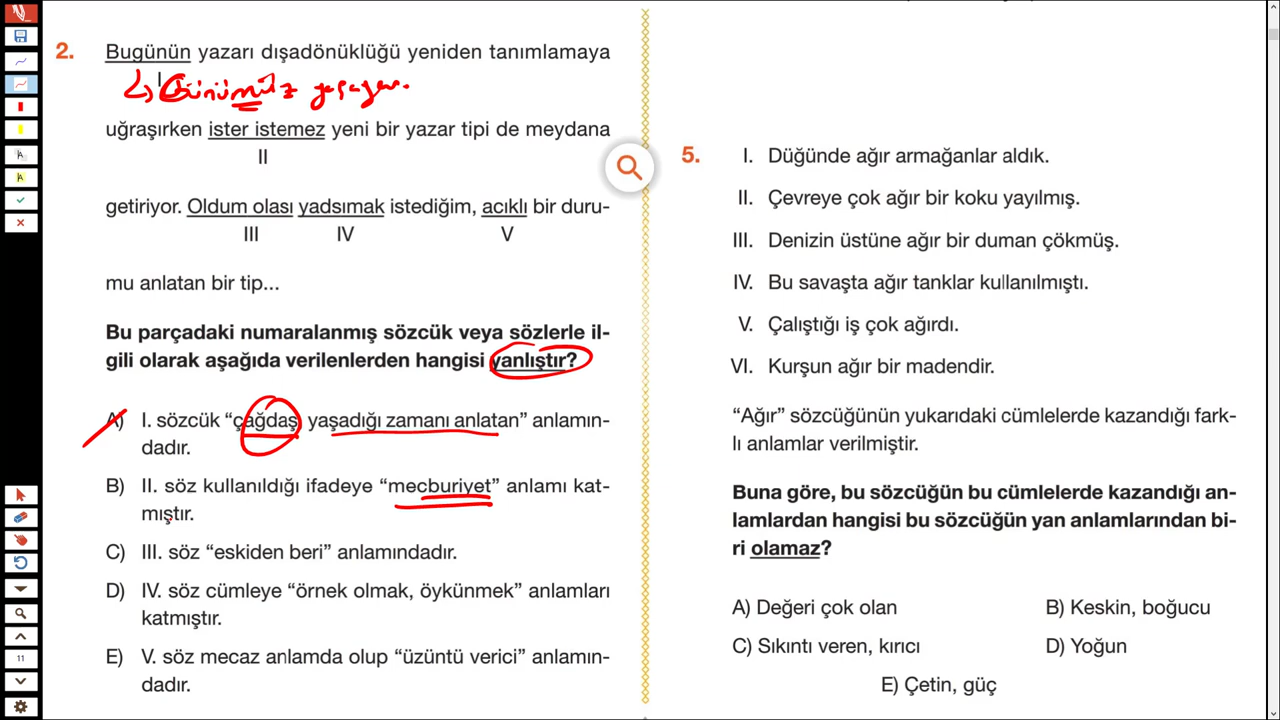 2. Bugünün yazarı dışadönüklüğü yeniden tanımlamaya
I
Günümüz yaşayan.
uğraşırken ister istemez yeni bir yazar tipi de meydana
II
getiriyor. Oldum olası yadsımak istediğim, acıklı bir duru-
III IV V
mu anlatan bir tip...
Bu parçadaki numaralanmış sözcük veya sözlerle il-
gili olarak aşağıda verilenlerden hangisi yanlıştır?
A) I. sözcük “çağdaş, yaşadığı zamanı anlatan” anlamın-
dadır.
B) II. söz kullanıldığı ifadeye “mecburiyet” anlamı kat-
mıştır.
C) III. söz “eskiden beri” anlamındadır.
D) IV. söz cümleye “örnek olmak, öykünmek” anlamları
katmıştır.
E) V. söz mecaz anlamda olup “üzüntü verici” anlamın-
dadır.
5. I. Düğünde ağır armağanlar aldık.
II. Çevreye çok ağır bir koku yayılmış.
III. Denizin üstüne ağır bir duman çökmüş.
IV. Bu savaşta ağır tanklar kullanılmıştı.
V. Çalıştığı iş çok ağırdı.
VI. Kurşun ağır bir madendir.
“Ağır” sözcüğünün yukarıdaki cümlelerde kazandığı fark-
lı anlamlar verilmiştir.
Buna göre, bu sözcüğün bu cümlelerde kazandığı an-
lamlardan hangisi bu sözcüğün yan anlamlarından bi-
ri olamaz?
A) Değeri çok olan B) Keskin, boğucu
C) Sıkıntı veren, kırıcı D) Yoğun
E) Çetin, güç
11